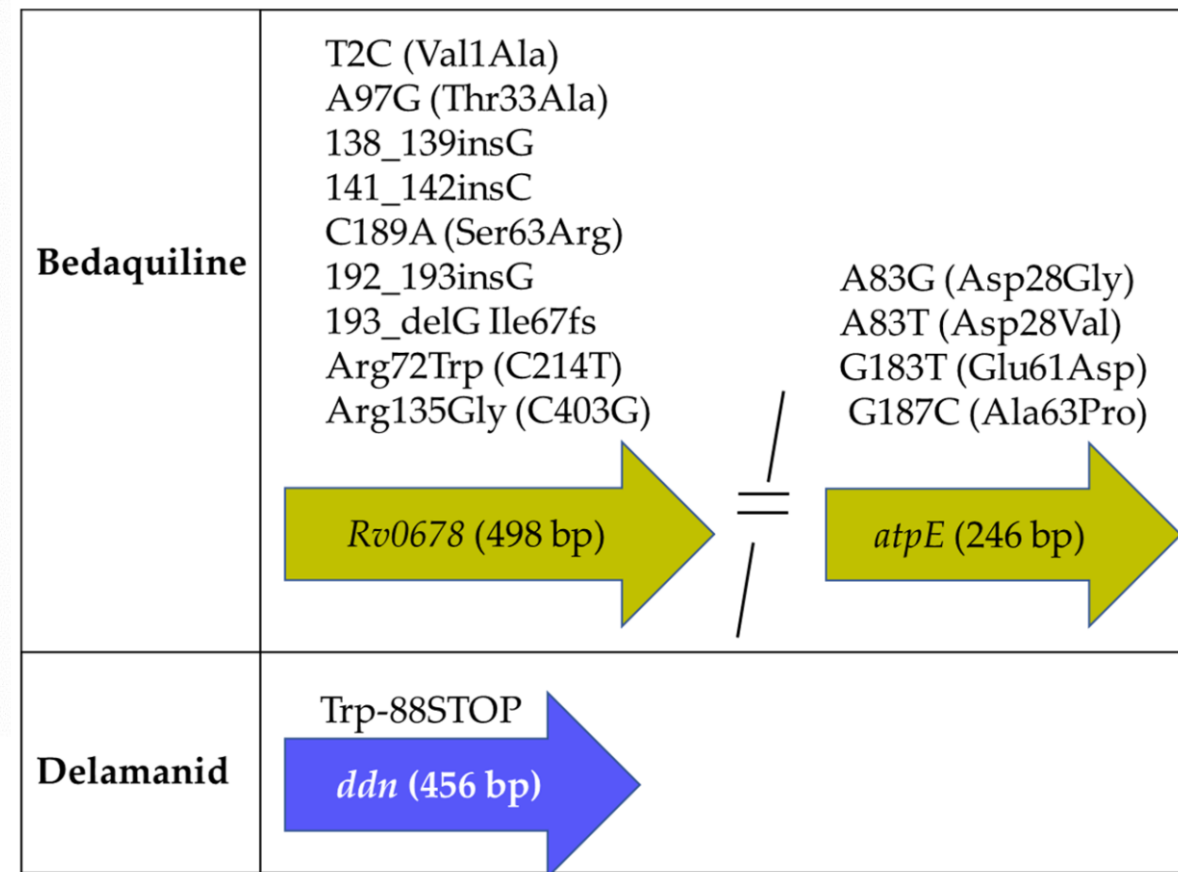 Bedaquiline
T2C (Val1Ala)
A97G (Thr33Ala)
138_139insG
141_142insC
C189A (Ser63Arg)
192_193insG
193_delG Ile67fs
Arg72Trp (C214T)
Arg135Gly (C403G)
Rv0678 (498 bp)
A83G (Asp28Gly)
A83T (Asp28Val)
G183T (Glu61Asp)
G187C (Ala63Pro)
atpE (246 bp)
Delamanid
Trp-88STOP
ddn (456 bp)